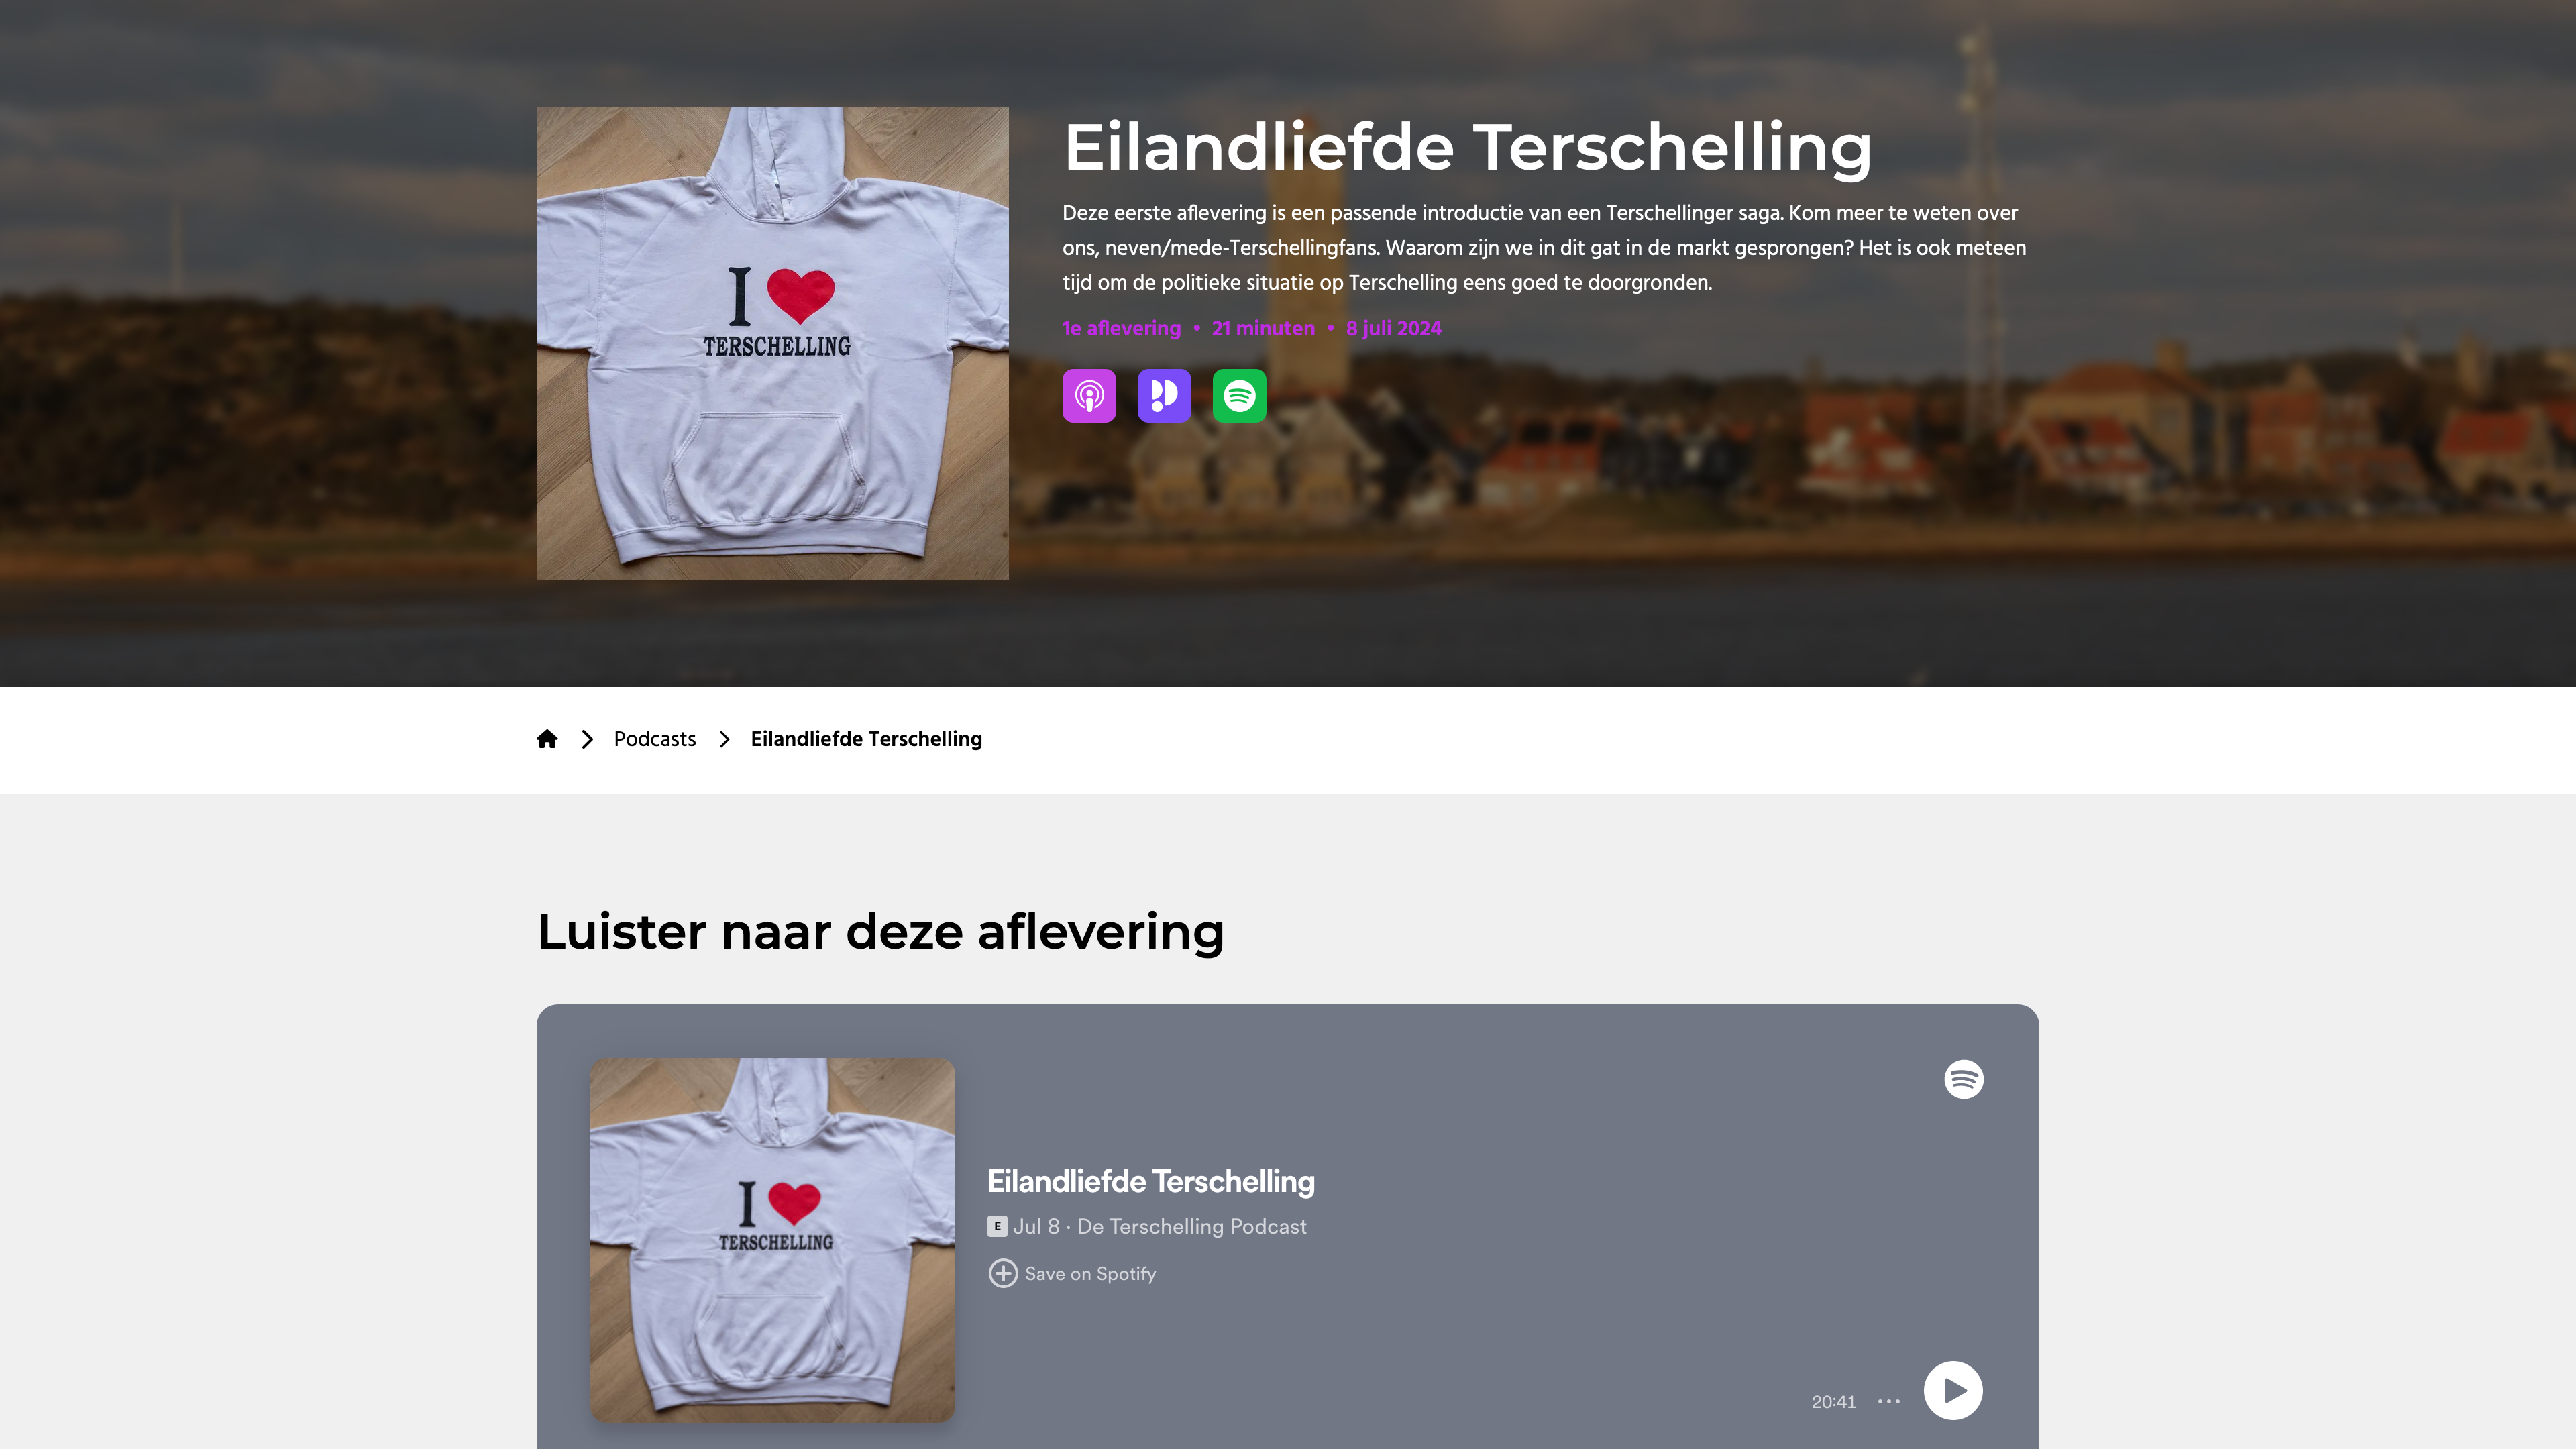 I
TERSCHELLING
Eilandliefde Terschelling
Deze eerste aflevering is een passende introductie van een Terschellinger saga. Kom meer te weten over
ons, neven/mede-Terschellingfans. Waarom zijn we in dit gat in de markt gesprongen? Het is ook meteen
tijd om de politieke situatie op Terschelling eens goed te doorgronden.
1e aflevering • 21 minuten • 8 juli 2024
Podcasts
Eilandliefde Terschelling
Luister naar deze aflevering
I
TERSCHELLING
Eilandliefde Terschelling
E Jul 8 · De Terschelling Podcast
Save on Spotify
20:41